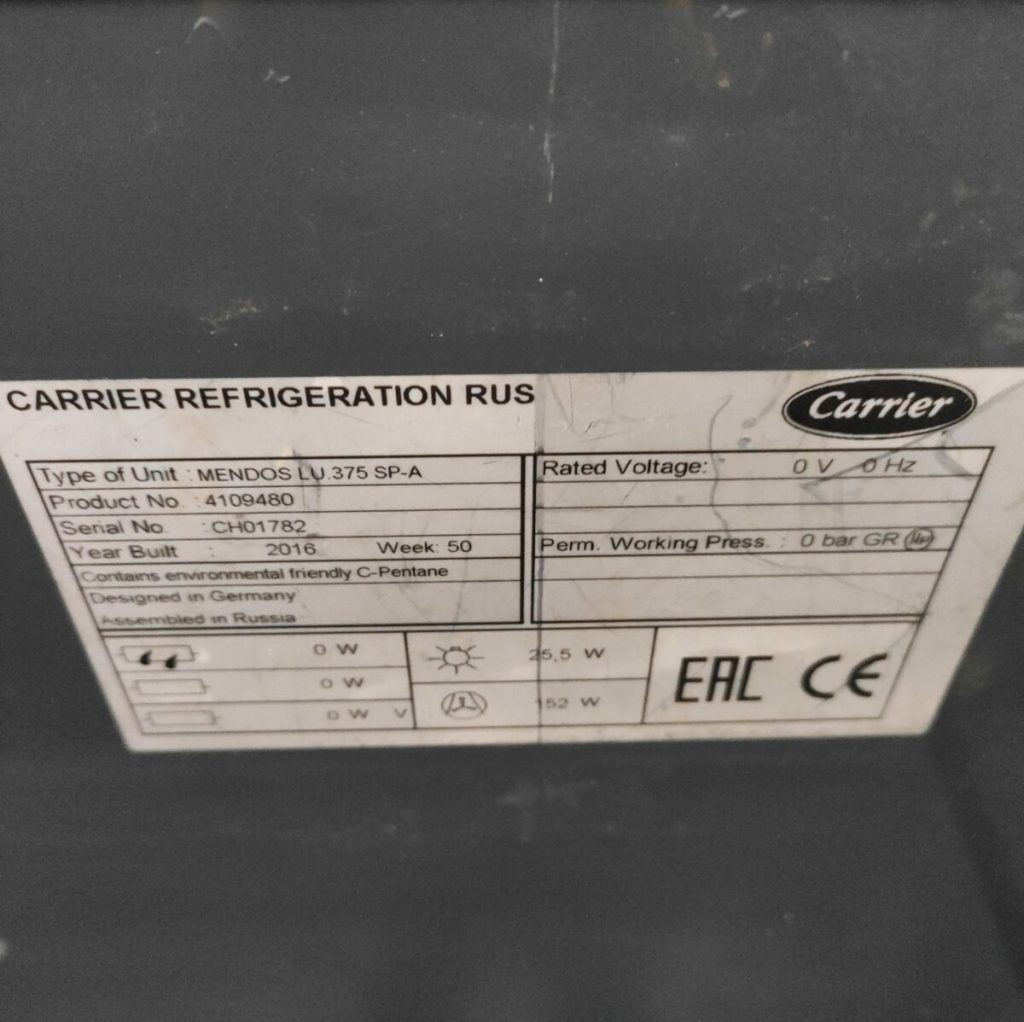 CARRIER REFRIGERATION RUS
Carrier
Type of Unit : MENDOS LU.375 SP-A
Product No. : 4109480
Serial No. : CH01782
Year Built : 2016 Week: 50
Contains environmental friendly C-Pentane
Designed in Germany
Assembled in Russia
Rated Voltage: 0 V 0 Hz
Perm. Working Press. : 0 bar GR
0 W
0 W
0 W V
25,5 W
152 W
EAC CE